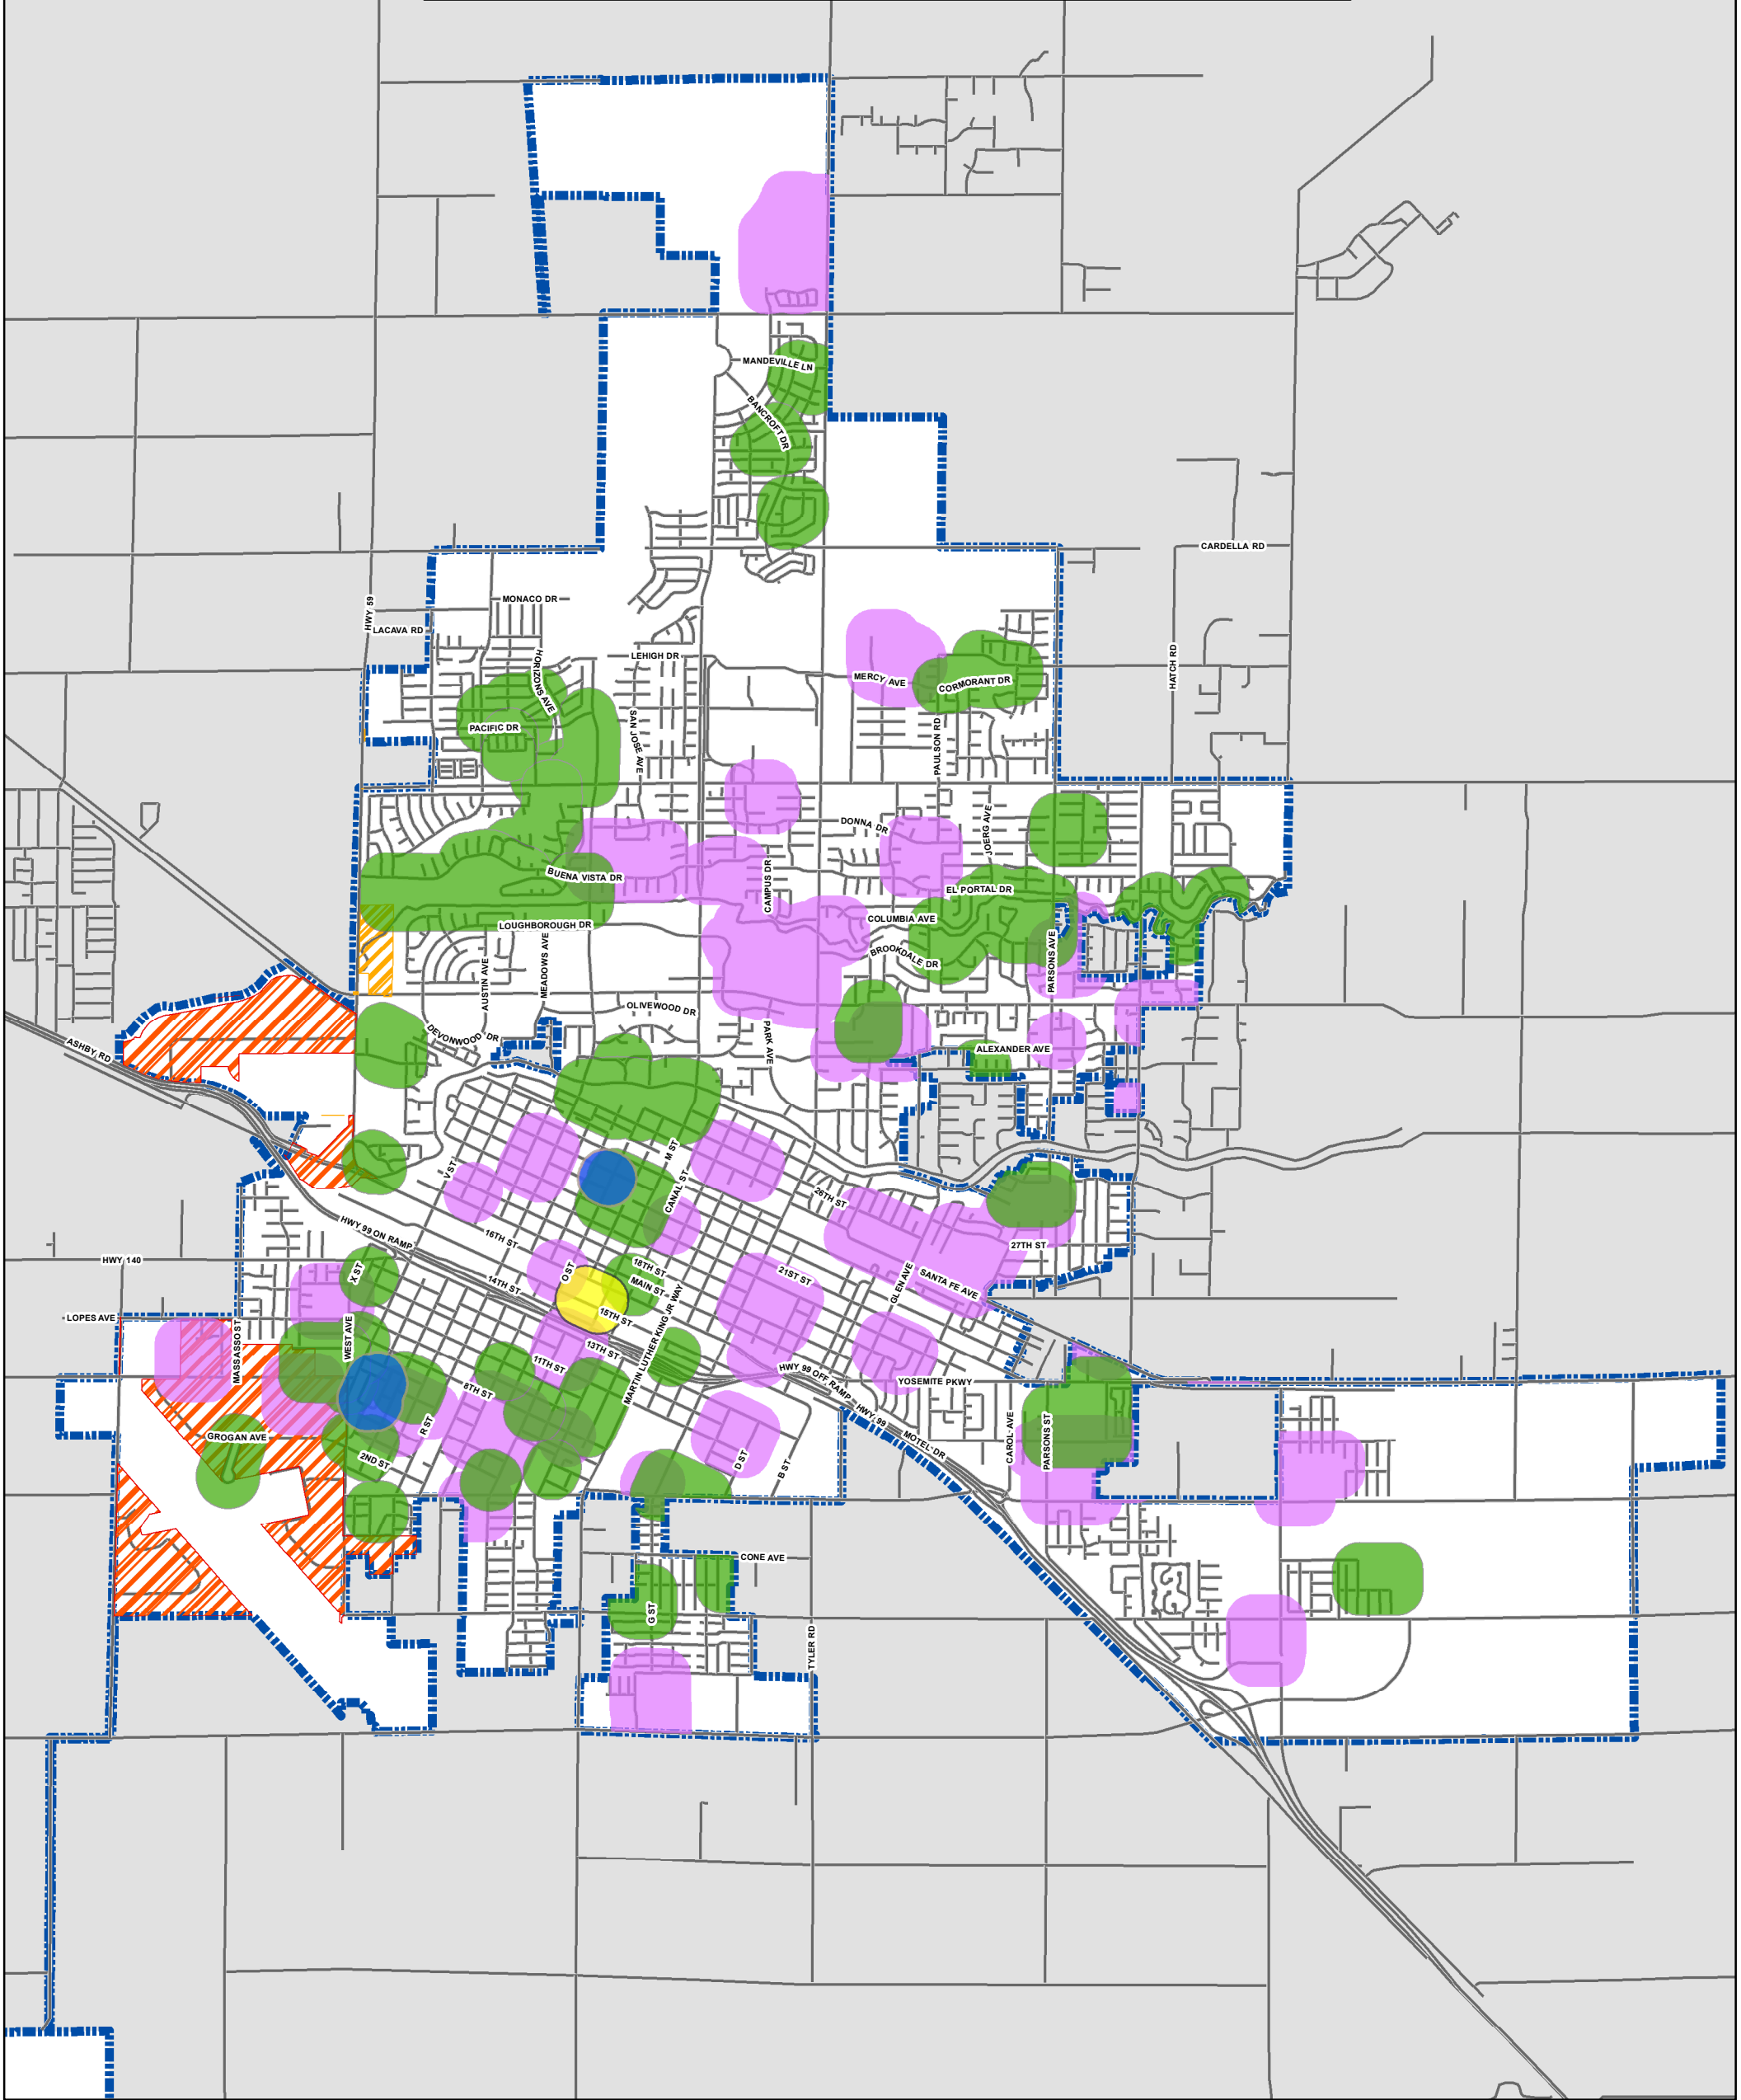 MANDEVILLE LN
BANCROFT DR
CARDELLA RD
MONACO DR
HWY 59
LACAVA RD
LEHIGH DR
HORIZONS AVE
HATCH RD
MERCY AVE
CORMORANT DR
PACIFIC DR
SAN JOSE AVE
PAULSON RD
DONNA DR
JOERG AVE
BUENA VISTA DR
CAMPUS DR
EL PORTAL DR
COLUMBIA AVE
LOUGHBOROUGH DR
BROOKDALE DR
PARSONS AVE
MEADOWS AVE
AUSTIN AVE
OLIVEWOOD DR
DEVONWOOD DR
PARK AVE
ASHBY RD
ALEXANDER AVE
M ST
V ST
CANAL ST
26TH ST
HWY 99 ON RAMP
16TH ST
27TH ST
HWY 140
X ST
O ST
18TH ST
MAIN ST
21ST ST
GLEN AVE
SANTA FE AVE
14TH ST
15TH ST
LOPES AVE
MASSASSO ST
WEST AVE
13TH ST
MARTIN LUTHER KING JR WAY
11TH ST
HWY 99 OFF RAMP
YOSEMITE PKWY
8TH ST
HWY 99
R ST
GROGAN AVE
MOTEL DR
CAROL AVE
PARSONS ST
2ND ST
D ST
B ST
CONE AVE
G ST
TYLER RD